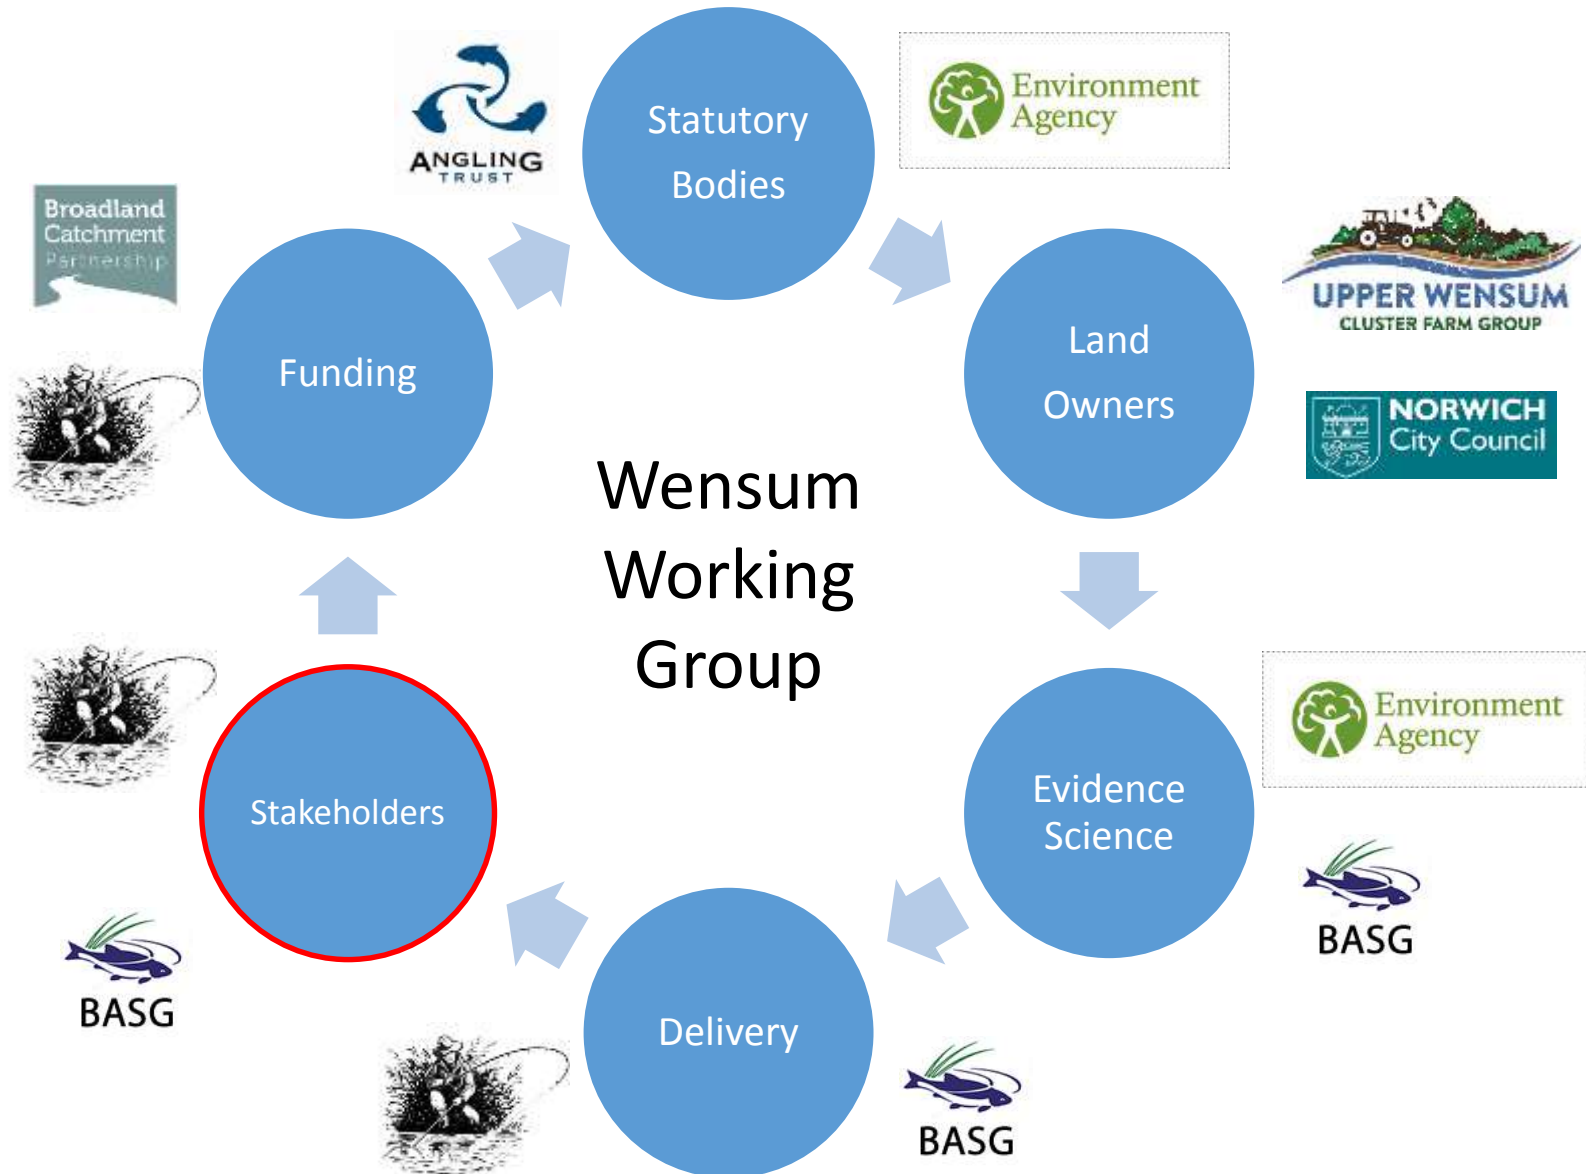 ANGLING
TRUST
Statutory
Bodies
Environment
Agency
Broadland
Catchment
Partnership
UPPER WENSUM
CLUSTER FARM GROUP
Funding
Land
Owners
NORWICH
City Council
Wensum
Working
Group
Environment
Agency
Stakeholders
Evidence
Science
BASG
BASG
Delivery
BASG